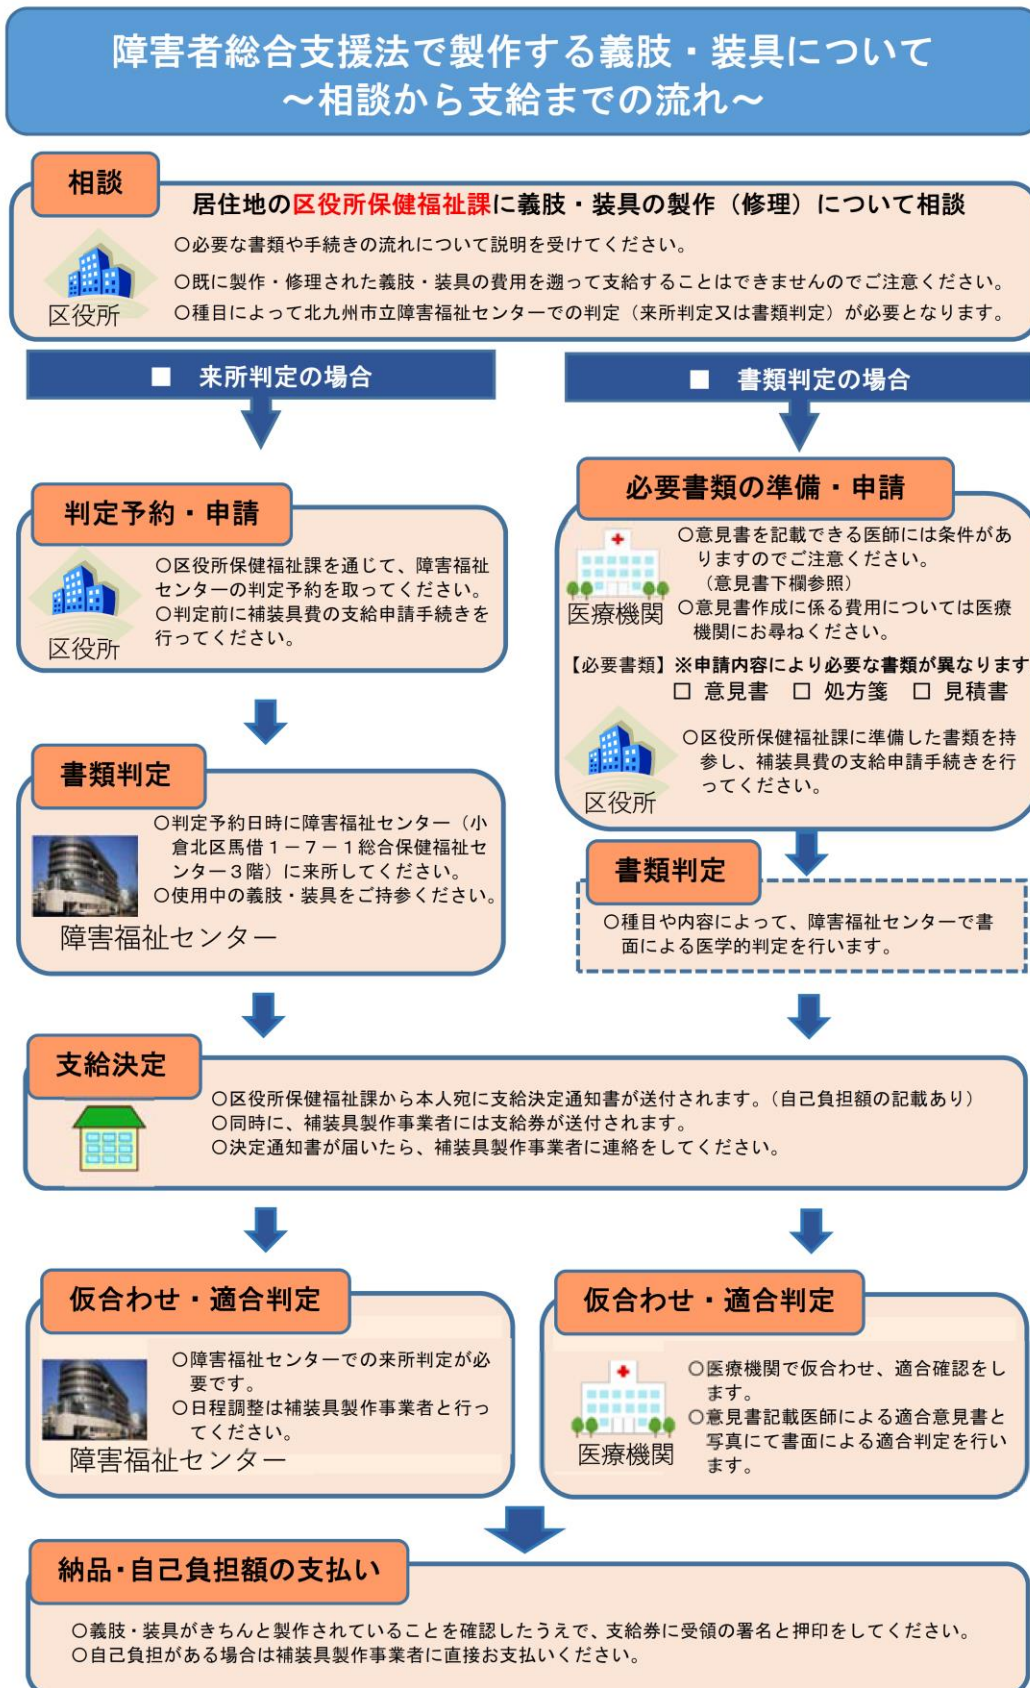 障害者総合支援法で製作する義肢・装具について
～相談から支給までの流れ～
相談
居住地の区役所保健福祉課に義肢・装具の製作（修理）について相談
○必要な書類や手続きの流れについて説明を受けてください。
○既に製作・修理された義肢・装具の費用を遡って支給することはできませんのでご注意ください。
○種目によって北九州市立障害福祉センターでの判定（来所判定又は書類判定）が必要となります。
区役所
■ 来所判定の場合
判定予約・申請
○区役所保健福祉課を通じて、障害福祉
センターの判定予約を取ってください。
○判定前に補装具費の支給申請手続きを
行ってください。
区役所
書類判定
○判定予約日時に障害福祉センター（小
倉北区馬借１－７－１総合保健福祉セ
ンター３階）に来所してください。
○使用中の義肢・装具をご持参ください。
障害福祉センター
■ 書類判定の場合
必要書類の準備・申請
○意見書を記載できる医師には条件があ
りますのでご注意ください。
（意見書下欄参照）
○意見書作成に係る費用については医療
機関にお尋ねください。
医療機関
【必要書類】※申請内容により必要な書類が異なります
□ 意見書 □ 処方箋 □ 見積書
○区役所保健福祉課に準備した書類を持
参し、補装具費の支給申請手続きを行
ってください。
区役所
書類判定
○種目や内容によって、障害福祉センターで書
面による医学的判定を行います。
支給決定
○区役所保健福祉課から本人宛に支給決定通知書が送付されます。（自己負担額の記載あり）
○同時に、補装具製作事業者には支給券が送付されます。
○決定通知書が届いたら、補装具製作事業者に連絡をしてください。
仮合わせ・適合判定
○障害福祉センターでの来所判定が必
要です。
○日程調整は補装具製作事業者と行っ
てください。
障害福祉センター
仮合わせ・適合判定
○医療機関で仮合わせ、適合確認をし
ます。
○意見書記載医師による適合意見書と
写真にて書面による適合判定を行い
ます。
医療機関
納品・自己負担額の支払い
○義肢・装具がきちんと製作されていることを確認したうえで、支給券に受領の署名と押印をしてください。
○自己負担がある場合は補装具製作事業者に直接お支払いください。